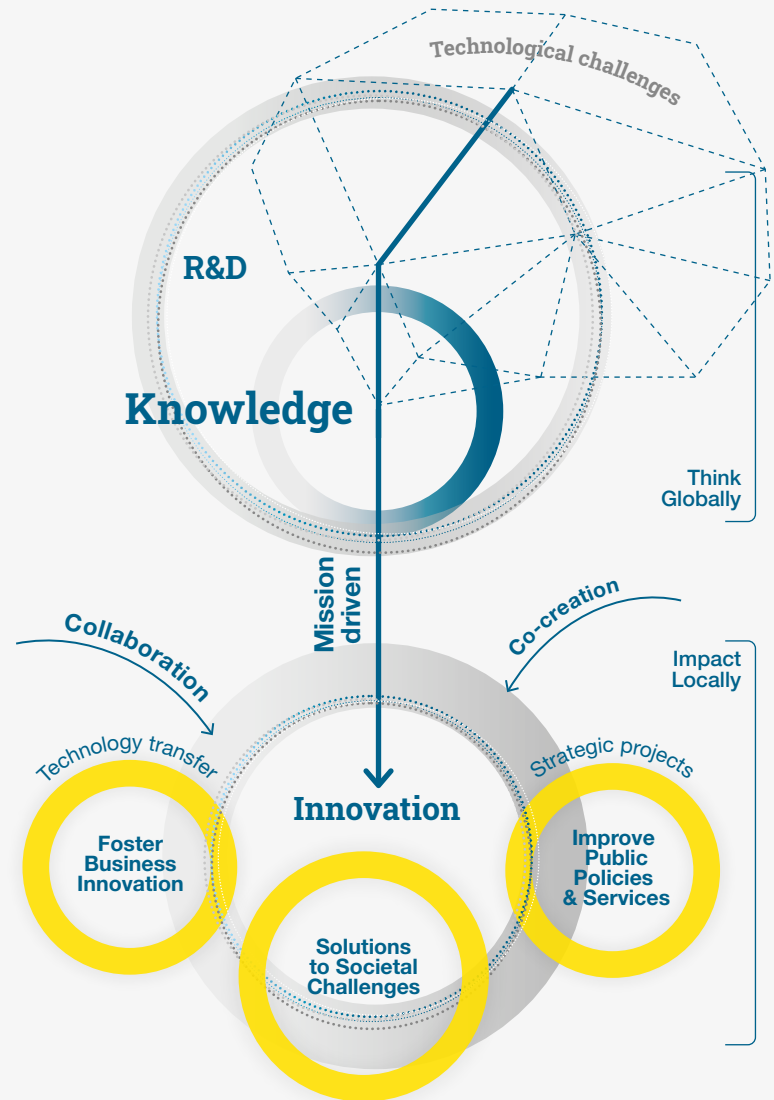 Technological challenges
R&D
Knowledge
Think
Globally
Mission
driven
Collaboration
Co-creation
Impact
Locally
Technology transfer
Strategic projects
Innovation
Foster
Business
Innovation
Improve
Public
Policies
& Services
Solutions
to Societal
Challenges